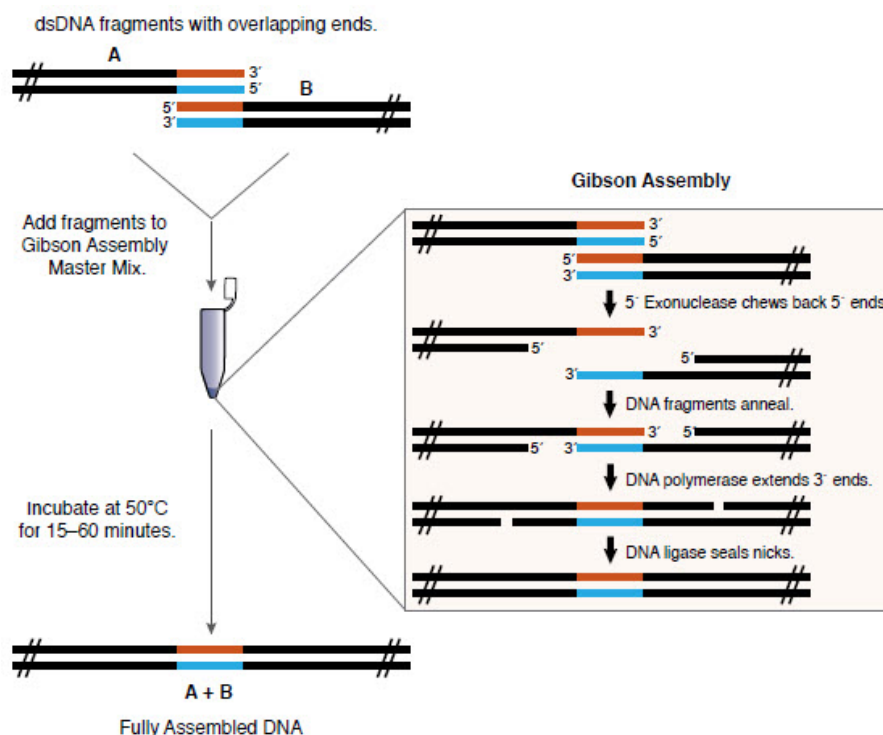 dsDNA fragments with overlapping ends.
A
3′
5′
B
5′
3′
Add fragments to
Gibson Assembly
Master Mix.
Incubate at 50°C
for 15–60 minutes.
A + B
Fully Assembled DNA
Gibson Assembly
3′
5′
5′
3′
5′ Exonuclease chews back 5′ ends
3′
5′
5′
3′
DNA fragments anneal.
3′ 5′
5′ 3′
DNA polymerase extends 3′ ends.
DNA ligase seals nicks.